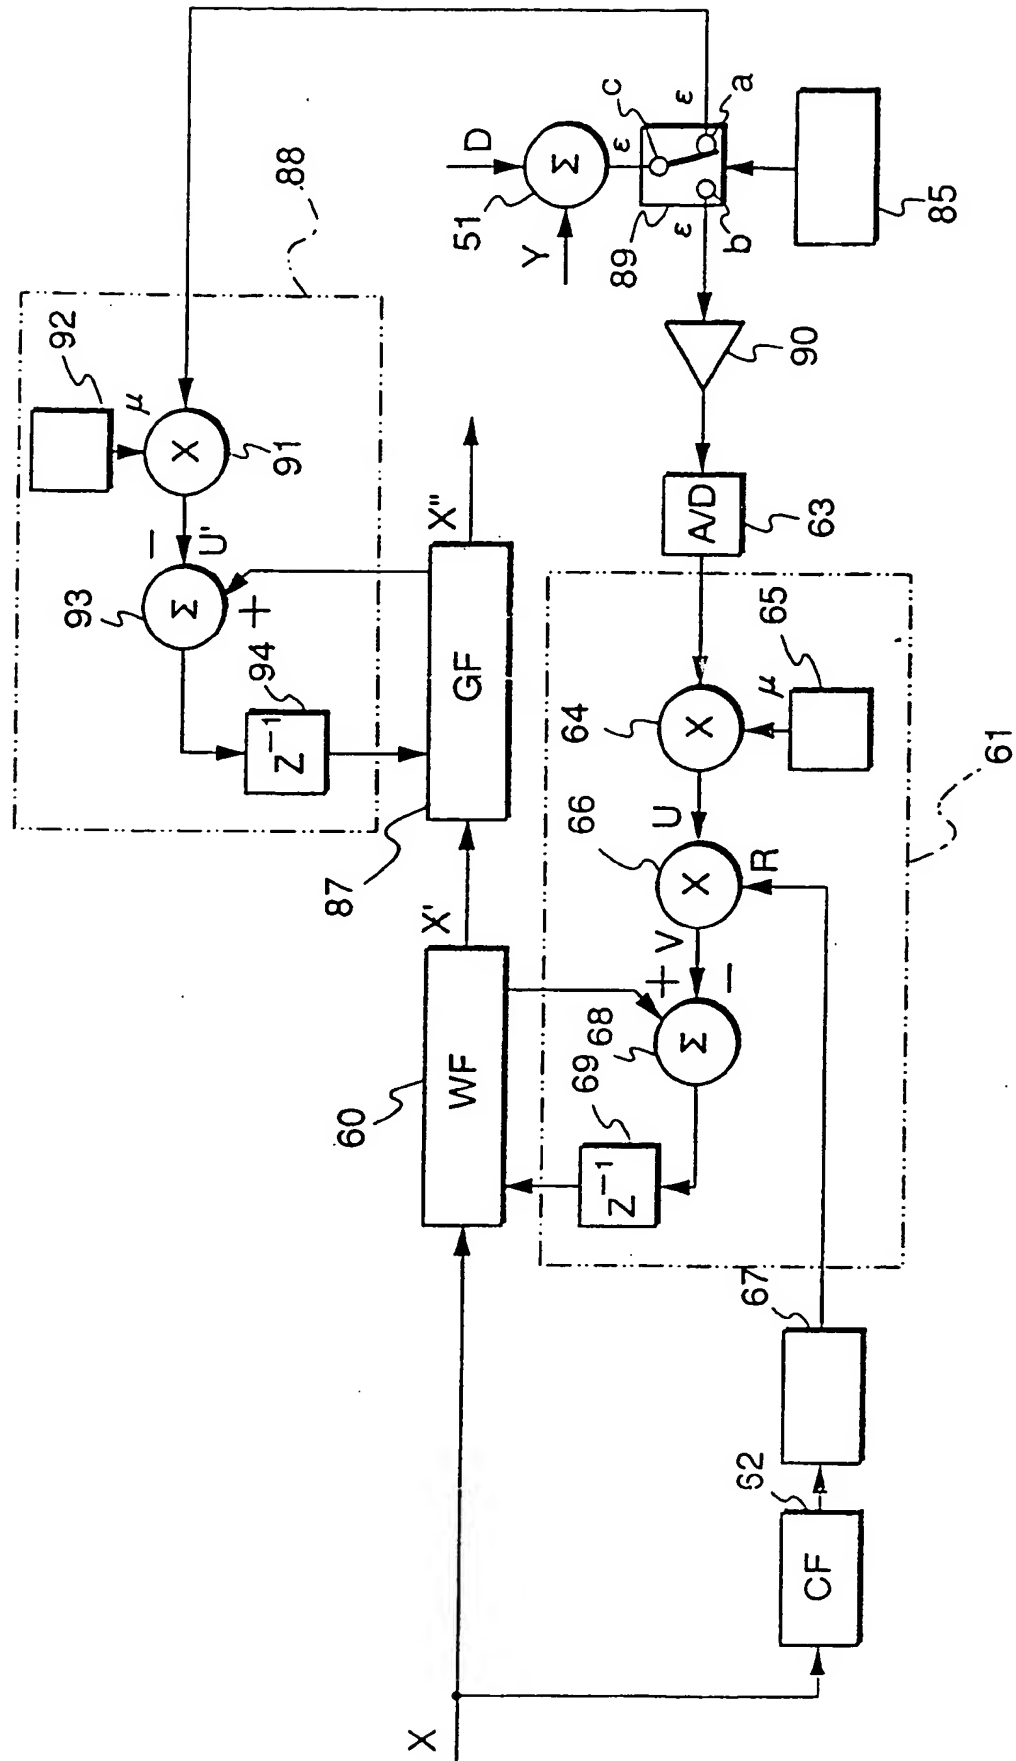 88
92
μ
X
91
−
U'
93
Σ
+
94
Z⁻¹
X
60
WF
X'
87
GF
X"
D
51
Σ
Y
ε
c
ε
a
ε
b
89
85
90
A/D
63
65
μ
64
X
U
66
X
R
V
+
−
68
Σ
69
Z⁻¹
61
67
62
CF